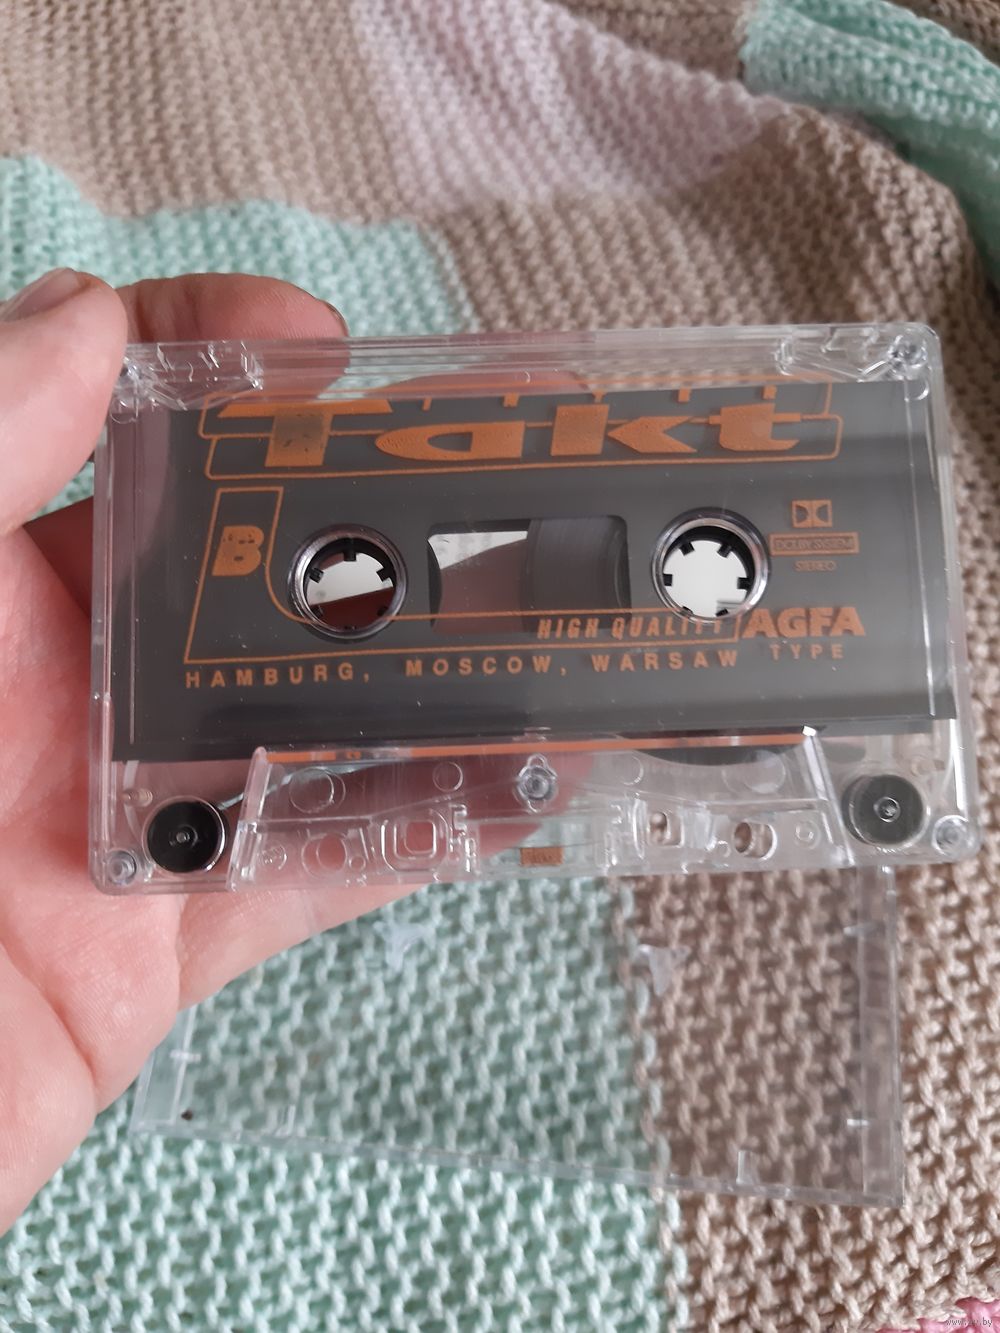 Takt
B
DOLBY SYSTEM
STEREO
HIGH QUALITY AGFA
HAMBURG, MOSCOW, WARSAW TYPE